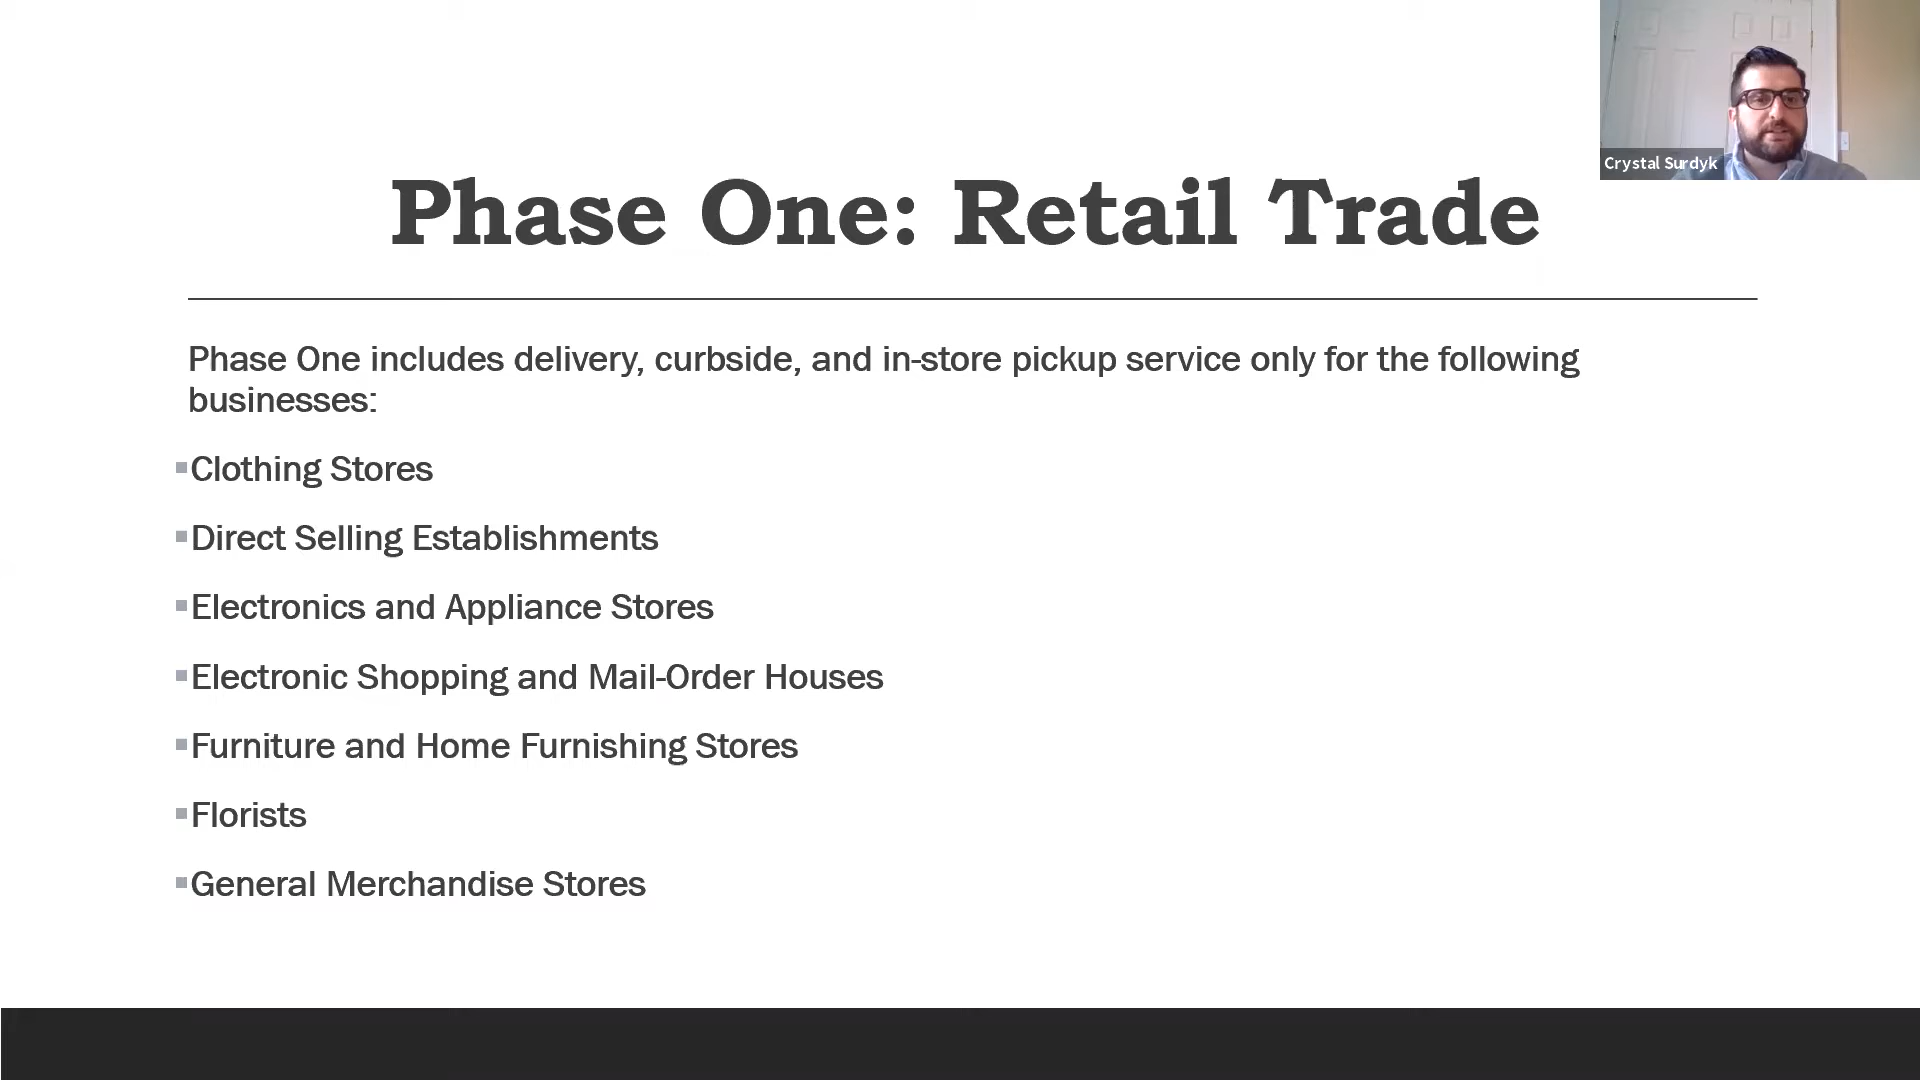 Crystal Surdyk
Phase One: Retail Trade
Phase One includes delivery, curbside, and in-store pickup service only for the following
businesses:
Clothing Stores
Direct Selling Establishments
Electronics and Appliance Stores
Electronic Shopping and Mail-Order Houses
Furniture and Home Furnishing Stores
Florists
General Merchandise Stores